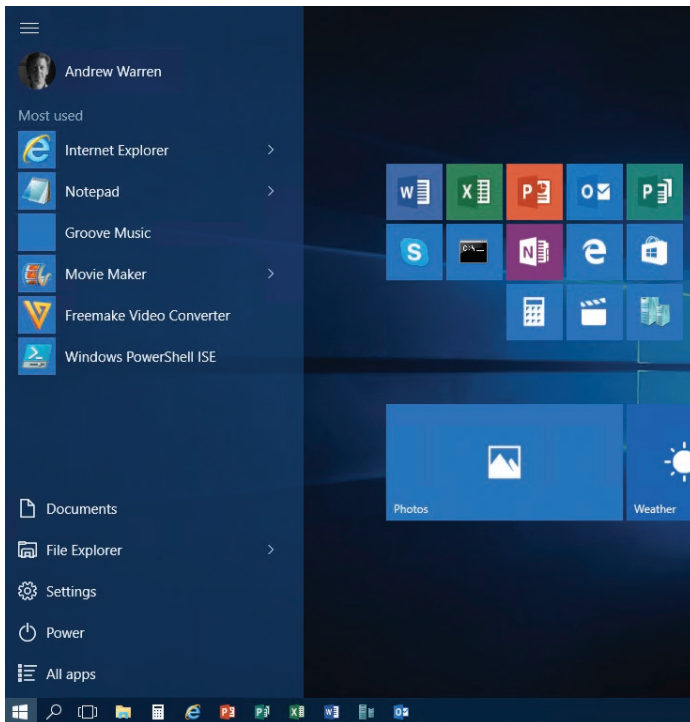 Andrew Warren
Most used
Internet Explorer
Notepad
Groove Music
Movie Maker
Freemake Video Converter
Windows PowerShell ISE
Documents
File Explorer
Settings
Power
All apps
W X P O P
S C:\_ N
Photos
Weather